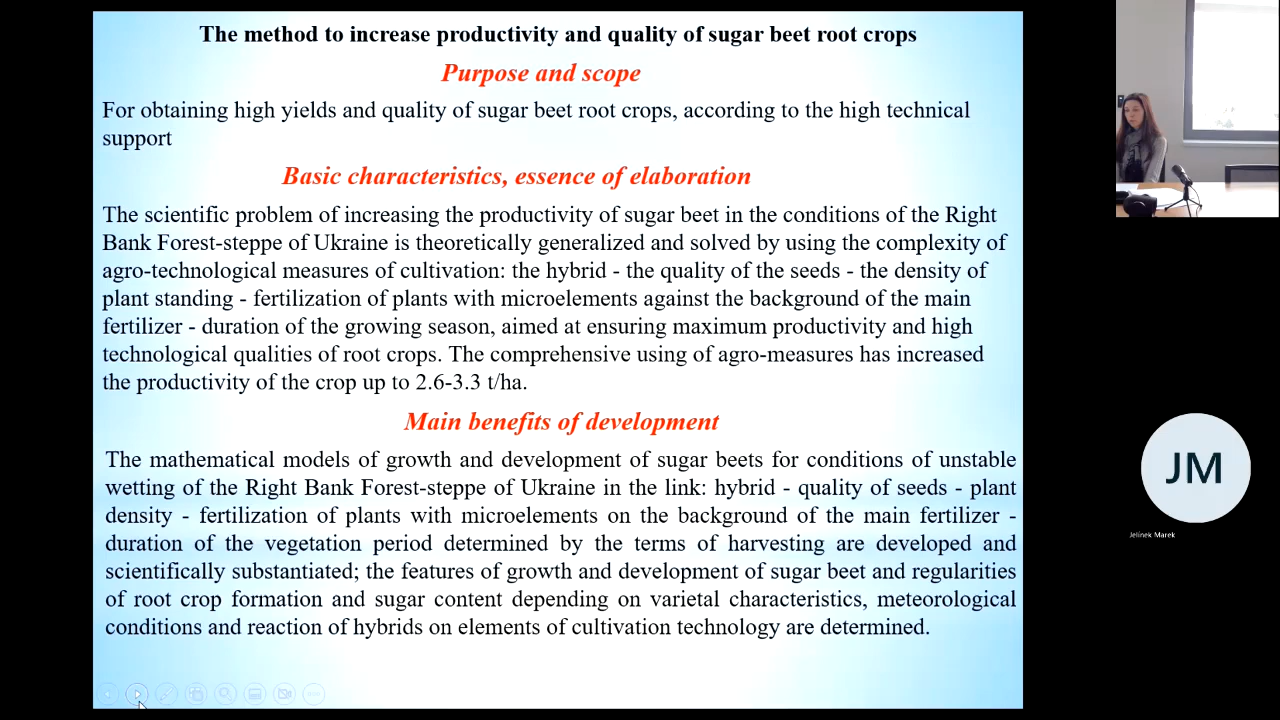 The method to increase productivity and quality of sugar beet root crops
Purpose and scope
For obtaining high yields and quality of sugar beet root crops, according to the high technical
support
Basic characteristics, essence of elaboration
The scientific problem of increasing the productivity of sugar beet in the conditions of the Right
Bank Forest-steppe of Ukraine is theoretically generalized and solved by using the complexity of
agro-technological measures of cultivation: the hybrid - the quality of the seeds - the density of
plant standing - fertilization of plants with microelements against the background of the main
fertilizer - duration of the growing season, aimed at ensuring maximum productivity and high
technological qualities of root crops. The comprehensive using of agro-measures has increased
the productivity of the crop up to 2.6-3.3 t/ha.
Main benefits of development
The mathematical models of growth and development of sugar beets for conditions of unstable
wetting of the Right Bank Forest-steppe of Ukraine in the link: hybrid - quality of seeds - plant
density - fertilization of plants with microelements on the background of the main fertilizer -
duration of the vegetation period determined by the terms of harvesting are developed and
scientifically substantiated; the features of growth and development of sugar beet and regularities
of root crop formation and sugar content depending on varietal characteristics, meteorological
conditions and reaction of hybrids on elements of cultivation technology are determined.
JM
Jelínek Marek